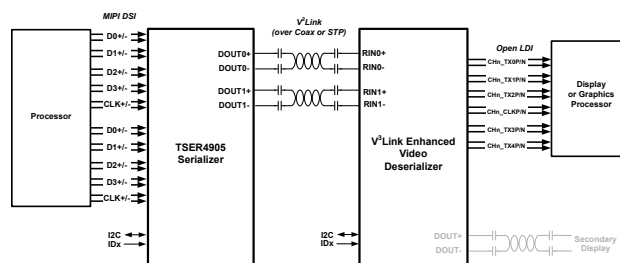 MIPI DSI
V³Link
(over Coax or STP)
Open LDI
Processor
D0+/-
D1+/-
D2+/-
D3+/-
CLK+/-
D0+/-
D1+/-
D2+/-
D3+/-
CLK+/-
TSER4905
Serializer
DOUT0+
DOUT0-
DOUT1+
DOUT1-
I2C
IDx
RIN0+
RIN0-
RIN1+
RIN1-
V³Link Enhanced
Video
Deserializer
I2C
IDx
DOUT+
DOUT-
CHn_TX0P/N
CHn_TX1P/N
CHn_TX2P/N
CHn_CLKP/N
CHn_TX3P/N
CHn_TX4P/N
Display
or Graphics
Processor
Secondary
Display